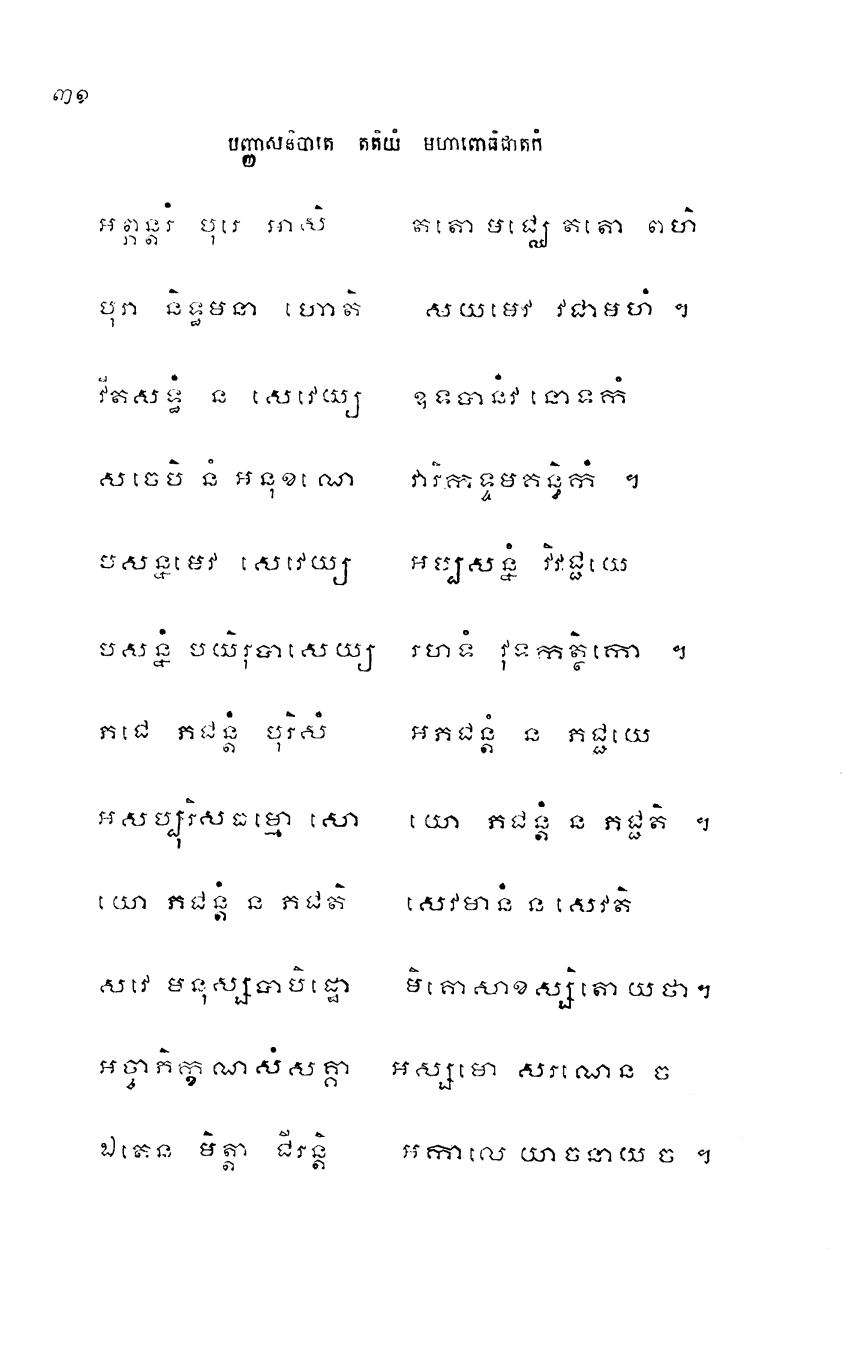 ៣១
បញ្ញាសនិបាតេ តតិយំ មហាពោធិជាតកំ
អព្ភន្តរំ បុរេ អាសិ តតោ មជ្ឈេ តតោ ពហិ
បុរា និទ្ធមនា ហោតិ សយមេវ វជាមហំ ។
វីតសទ្ធំ ន សេវេយ្យ ឧទបានំវ នោទកំ
សចេបិ នំ អនុខណេ វារិកទ្ទមគន្ធិកំ ។
បសន្នមេវ សេវេយ្យ អប្បសន្នំ វិវជ្ជយេ
បសន្នំ បយិរុបាសេយ្យ រហទំ វុទកត្ថិកោ ។
ភជេ ភជន្តំ បុរិសំ អភជន្តំ ន ភជ្ជយេ
អសប្បុរិសធម្មោ សោ យោ ភជន្តំ ន ភជ្ជតិ ។
យោ ភជន្តំ ន ភជតិ សេវមានំ ន សេវតិ
សវេ មនុស្សបាបិដ្ឋោ មិគោ សាខស្សិតោ យថា។
អច្ចាភិក្ខណសំសគ្គា អស្សមោ សរណេន ច
ឯតេន មិត្តា ជីរន្តិ អកាលេ យាចនាយ ច ។